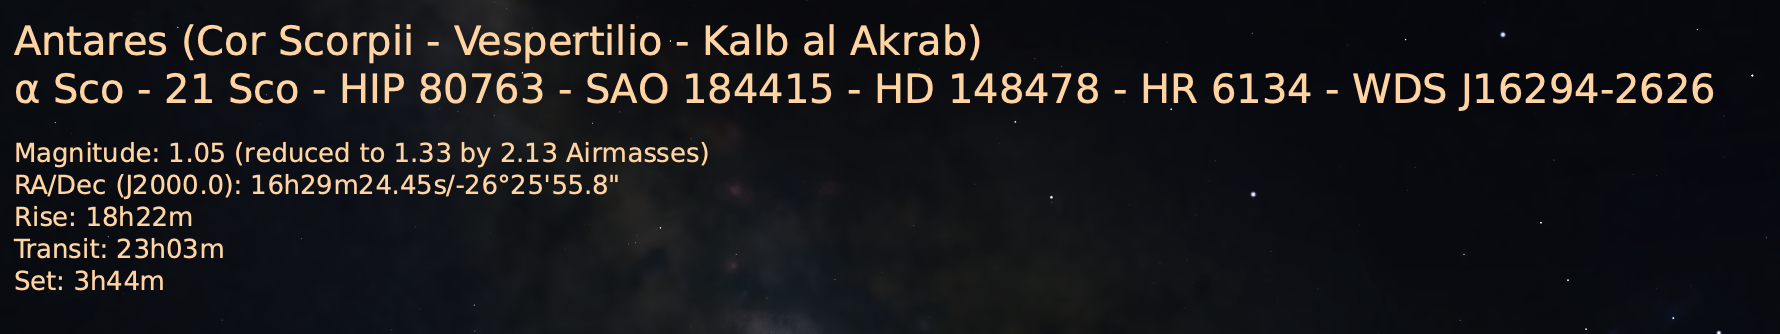 Antares (Cor Scorpii - Vespertilio - Kalb al Akrab)
α Sco - 21 Sco - HIP 80763 - SAO 184415 - HD 148478 - HR 6134 - WDS J16294-2626
Magnitude: 1.05 (reduced to 1.33 by 2.13 Airmasses)
RA/Dec (J2000.0): 16h29m24.45s/-26°25'55.8"
Rise: 18h22m
Transit: 23h03m
Set: 3h44m